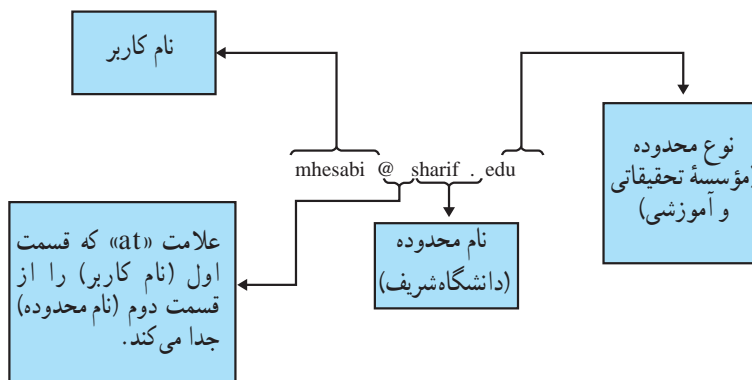 نام کاربر
نوع محدوده
(مؤسسهٔ تحقیقاتی
و آموزشی)
mhesabi @ sharif . edu
علامت «at» که قسمت
اول (نام کاربر) را از
قسمت دوم (نام محدوده)
جدا می‌کند.
نام محدوده
(دانشگاه‌شریف)